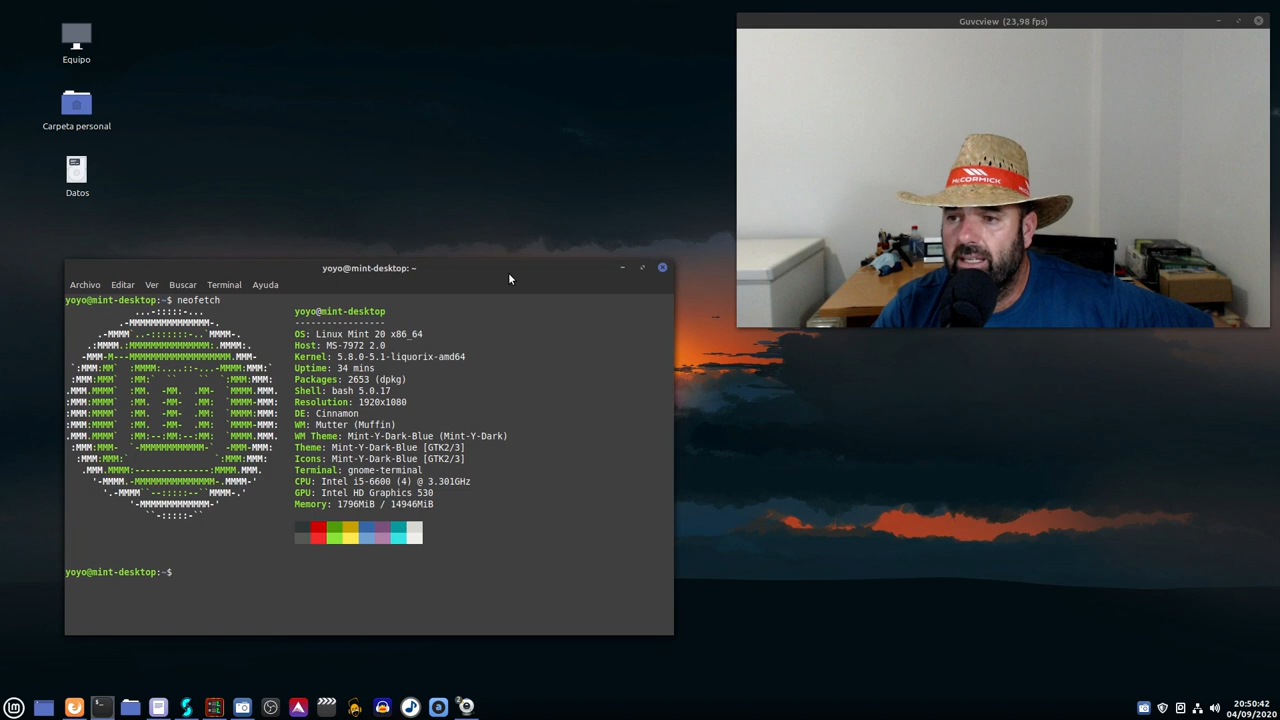 Equipo
Carpeta personal
Datos
Guvcview (23,98 fps)
McCORMICK
yoyo@mint-desktop: ~
Archivo Editar Ver Buscar Terminal Ayuda
yoyo@mint-desktop:~$ neofetch
yoyo@mint-desktop
-----------------
OS: Linux Mint 20 x86_64
Host: MS-7972 2.0
Kernel: 5.8.0-5.1-liquorix-amd64
Uptime: 34 mins
Packages: 2653 (dpkg)
Shell: bash 5.0.17
Resolution: 1920x1080
DE: Cinnamon
WM: Mutter (Muffin)
WM Theme: Mint-Y-Dark-Blue (Mint-Y-Dark)
Theme: Mint-Y-Dark-Blue [GTK2/3]
Icons: Mint-Y-Dark-Blue [GTK2/3]
Terminal: gnome-terminal
CPU: Intel i5-6600 (4) @ 3.301GHz
GPU: Intel HD Graphics 530
Memory: 1796MiB / 14946MiB
yoyo@mint-desktop:~$
20:50:42
04/09/2020